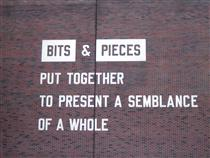 BITS & PIECES
PUT TOGETHER
TO PRESENT A SEMBLANCE
OF A WHOLE